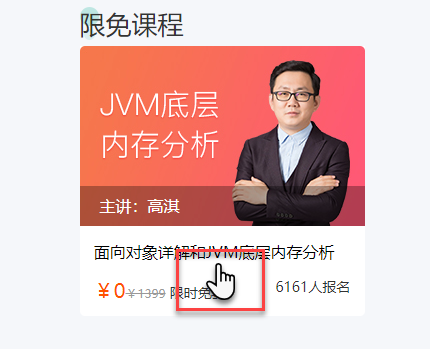 限免课程
JVM底层
内存分析
主讲：高淇
面向对象详解和JVM底层内存分析
￥0 ￥1399 限时免
6161人报名